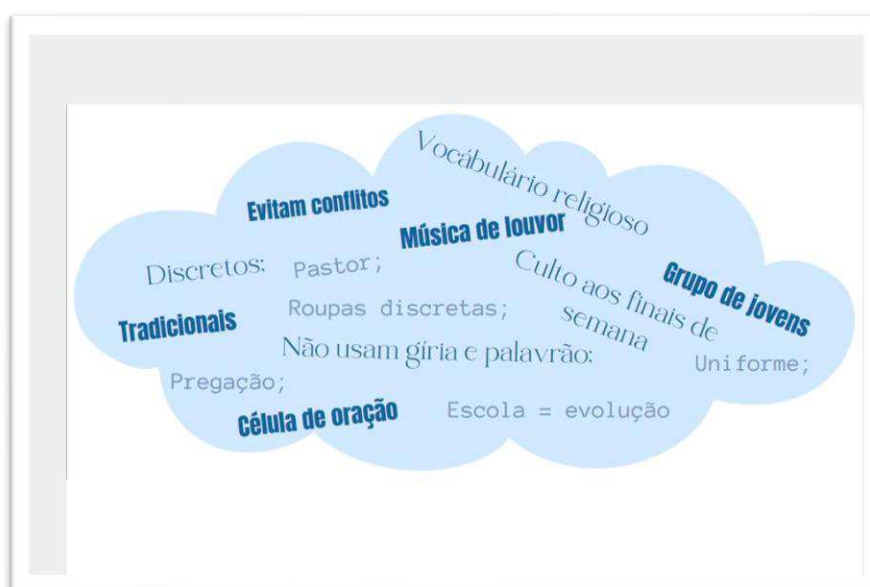 Vocábulário religioso
Evitam conflitos
Música de louvor
Discretos:
Pastor;
Culto aos finais de
semana
Grupo de jovens
Tradicionais
Roupas discretas;
Não usam gíria e palavrão:
Uniforme;
Pregação;
Célula de oração
Escola = evolução